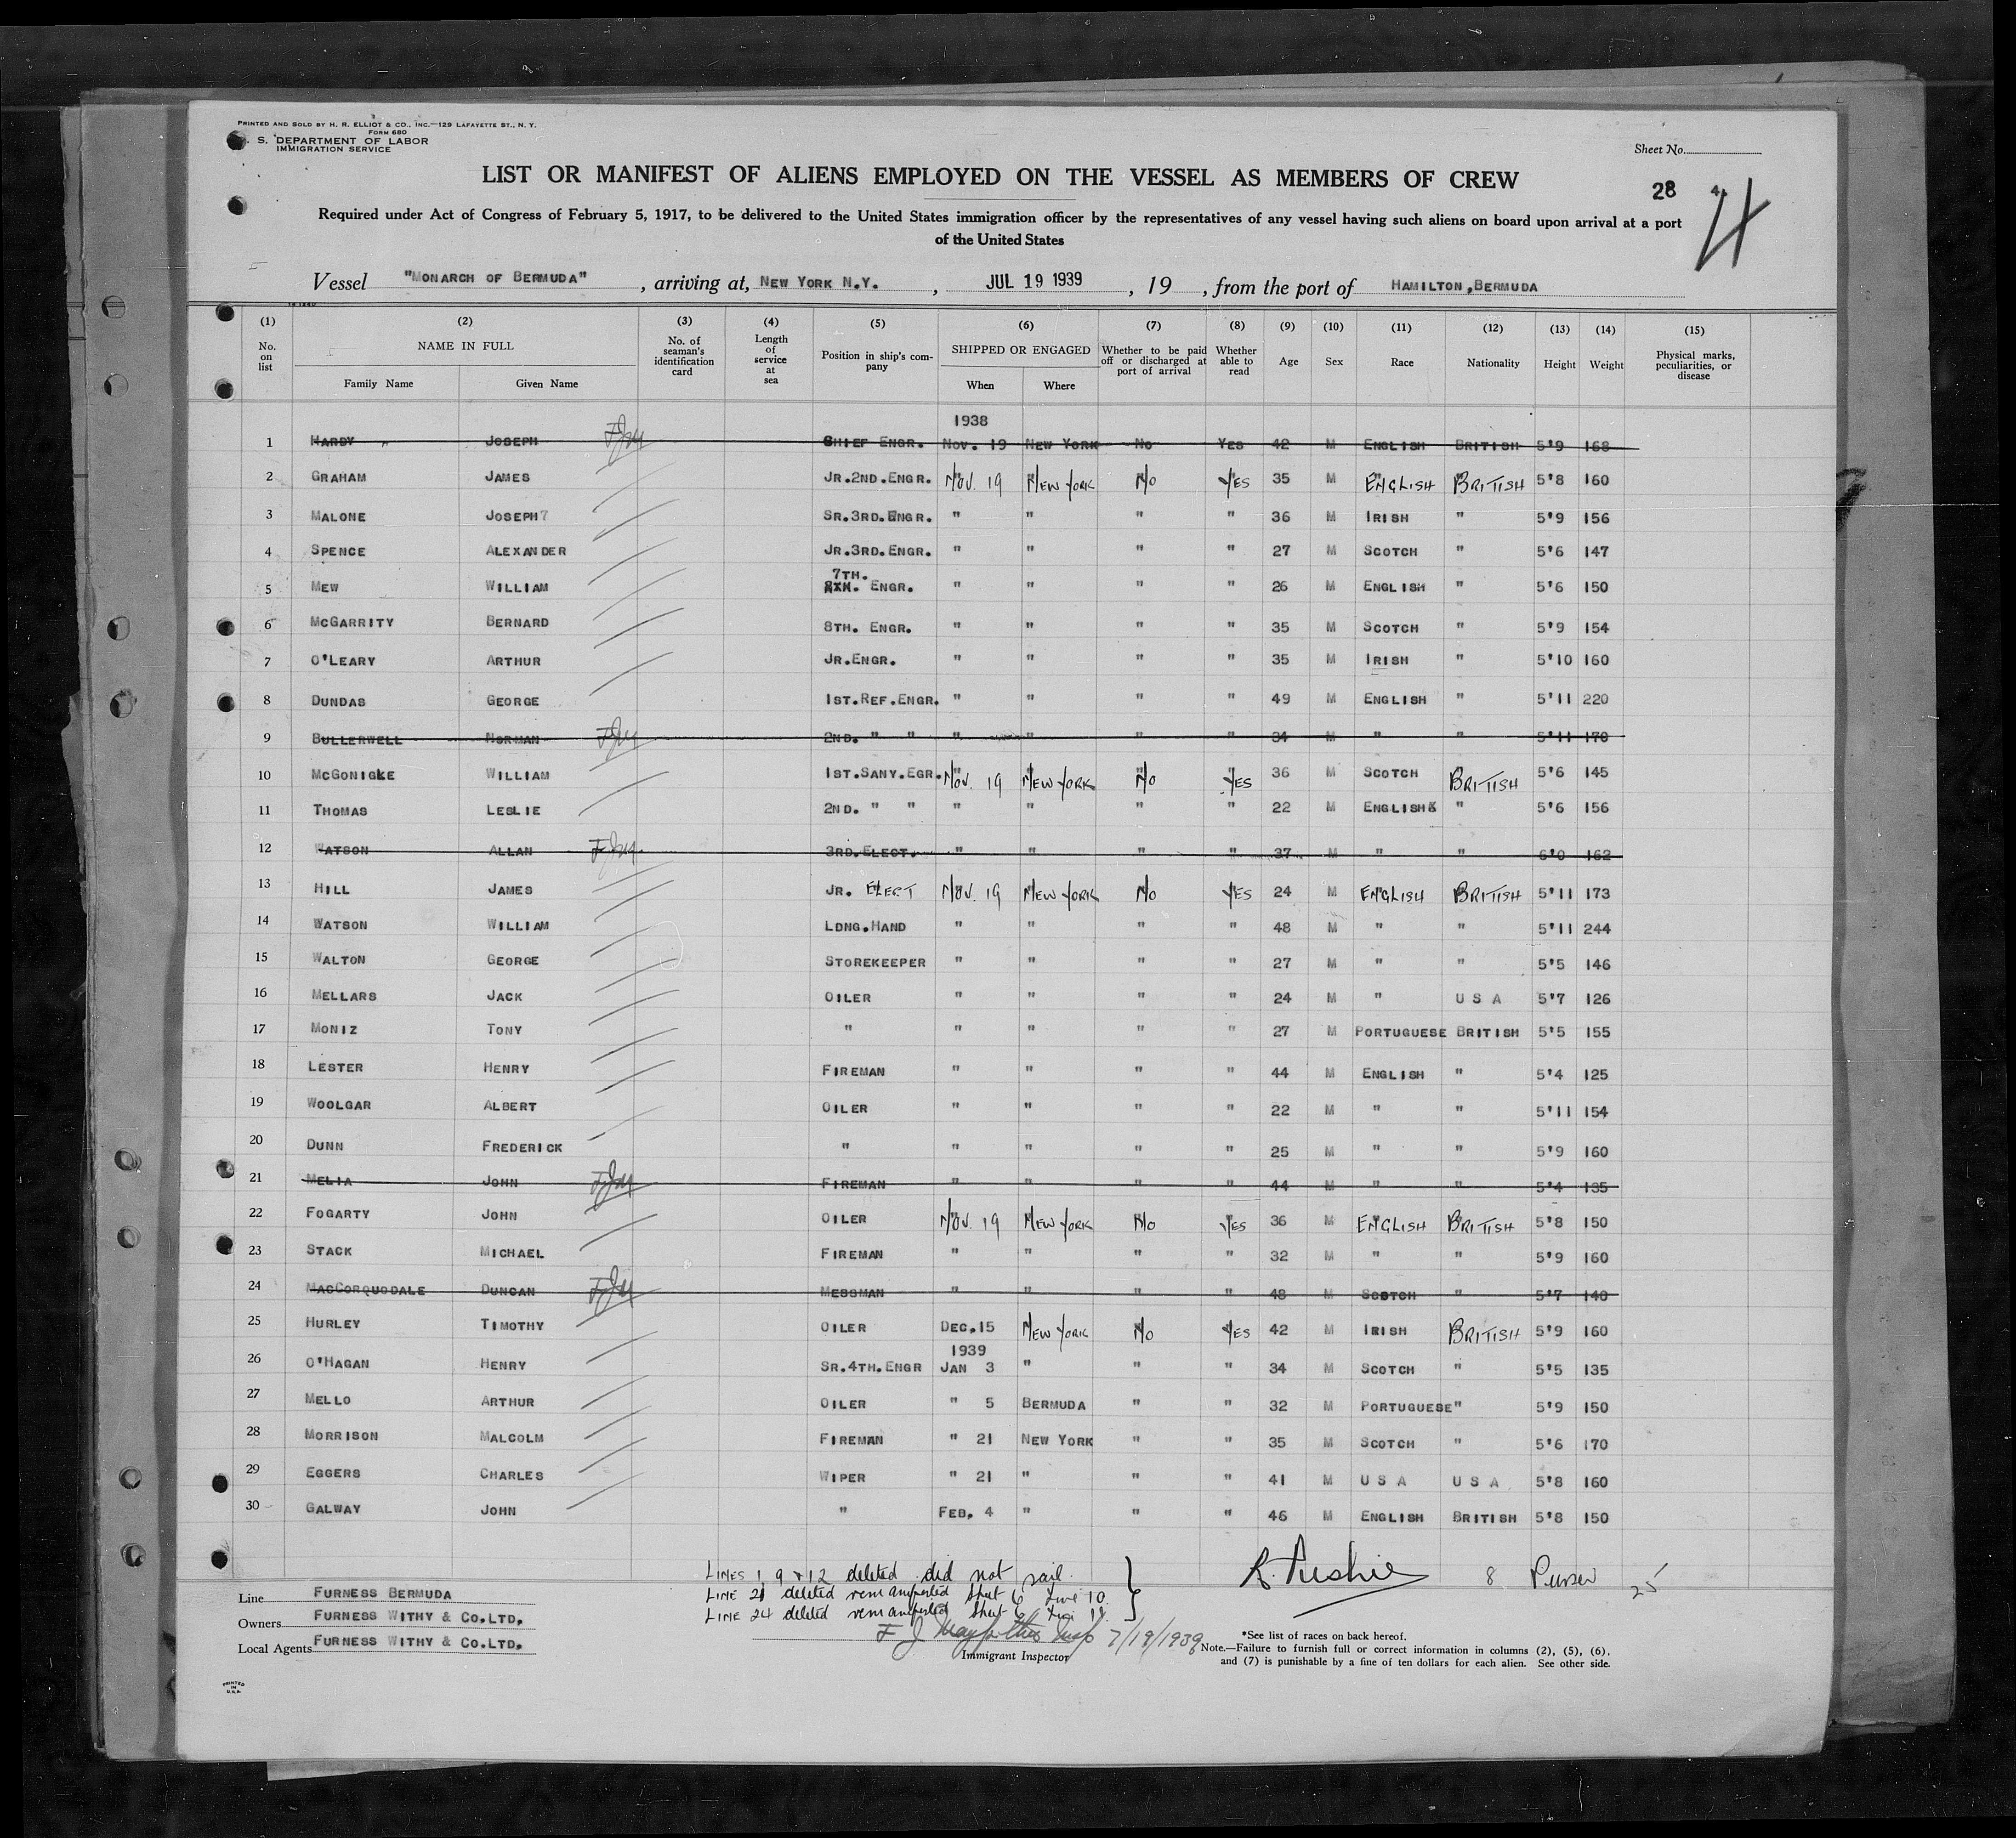 PRINTED AND SOLD BY H. R. ELLIOT & CO., INC.—129 LAFAYETTE ST., N. Y.
FORM 680
S. DEPARTMENT OF LABOR
IMMIGRATION SERVICE
Sheet No.
LIST OR MANIFEST OF ALIENS EMPLOYED ON THE VESSEL AS MEMBERS OF CREW
28 4
4
Required under Act of Congress of February 5, 1917, to be delivered to the United States immigration officer by the representatives of any vessel having such aliens on board upon arrival at a port
of the United States
Vessel "MONARCH OF BERMUDA" , arriving at, NEW YORK N.Y. , JUL 19 1939 , 19 , from the port of HAMILTON, BERMUDA
(1) (2) (3) (4) (5) (6) (7) (8) (9) (10) (11) (12) (13) (14) (15)
No. on list NAME IN FULL Family Name Given Name No. of seaman's identification card Length of service at sea Position in ship's company SHIPPED OR ENGAGED When Where Whether to be paid off or discharged at port of arrival Whether able to read Age Sex Race Nationality Height Weight Physical marks, peculiarities, or disease
1938
1 HARDY " JOSEPH FJM CHIEF ENGR. NOV. 19 NEW YORK NO YES 42 M ENGLISH BRITISH 5'9 168
2 GRAHAM JAMES JR.2ND.ENGR. NOV. 19 NEW YORK NO YES 35 M ENGLISH BRITISH 5'8 160
3 MALONE JOSEPH7 SR.3RD.ENGR. " " " " 36 M IRISH " 5'9 156
4 SPENCE ALEXANDER JR.3RD.ENGR. " " " " 27 M SCOTCH " 5'6 147
7TH.
5 MEW WILLIAM ENGR. " " " " 26 M ENGLISH " 5'6 150
6 MCGARRITY BERNARD 8TH. ENGR. " " " " 35 M SCOTCH " 5'9 154
7 O'LEARY ARTHUR JR.ENGR. " " " " 35 M IRISH " 5'10 160
8 DUNDAS GEORGE 1ST.REF.ENGR. " " " " 49 M ENGLISH " 5'11 220
9 BULLERWELL NORMAN FJM 2ND. " " " " " " 34 M " " 5'11 170
10 MCGONIGLE WILLIAM 1ST.SANY.EGR. NOV. 19 NEW YORK NO YES 36 M SCOTCH BRITISH 5'6 145
11 THOMAS LESLIE 2ND. " " " " " " 22 M ENGLISH " 5'6 156
12 WATSON ALLAN FJM 3RD.ELECT. " " " " 37 M " " 6'0 162
13 HILL JAMES JR. ELECT NOV. 19 NEW YORK NO YES 24 M ENGLISH BRITISH 5'11 173
14 WATSON WILLIAM LDNG.HAND " " " " 48 M " " 5'11 244
15 WALTON GEORGE STOREKEEPER " " " " 27 M " " 5'5 146
16 MELLARS JACK OILER " " " " 24 M " U S A 5'7 126
17 MONIZ TONY " " " " " 27 M PORTUGUESE BRITISH 5'5 155
18 LESTER HENRY FIREMAN " " " " 44 M ENGLISH " 5'4 125
19 WOOLGAR ALBERT OILER " " " " 22 M " " 5'11 154
20 DUNN FREDERICK " " " " " 25 M " " 5'9 160
21 MELIA JOHN FJM FIREMAN " " " " 44 M " " 5'4 135
22 FOGARTY JOHN OILER NOV. 19 NEW YORK NO YES 36 M ENGLISH BRITISH 5'8 150
23 STACK MICHAEL FIREMAN " " " " 32 M " " 5'9 160
24 MACCORQUODALE DUNCAN FJM MESSMAN " " " " 48 M SCOTCH " 5'7 140
25 HURLEY TIMOTHY OILER DEC.15 NEW YORK NO YES 42 M IRISH BRITISH 5'9 160
1939
26 O'HAGAN HENRY SR.4TH.ENGR JAN 3 " " " 34 M SCOTCH " 5'5 135
27 MELLO ARTHUR OILER " 5 BERMUDA " " 32 M PORTUGUESE " 5'9 150
28 MORRISON MALCOLM FIREMAN " 21 NEW YORK " " 35 M SCOTCH " 5'6 170
29 EGGERS CHARLES WIPER " 21 " " " 41 M U S A U S A 5'8 160
30 GALWAY JOHN " FEB. 4 " " " 46 M ENGLISH BRITISH 5'8 150
LINES 1 9 & 12 deleted did not sail.
LINE 21 deleted remanifested Sheet 6 Line 10.
LINE 24 deleted remanifested Sheet 6 Line 11.
8 Purser 25
Line FURNESS BERMUDA
Owners FURNESS WITHY & CO.LTD.
Local Agents FURNESS WITHY & CO.LTD.
F J 7/19/1939
Immigrant Inspector
*See list of races on back hereof.
Note.—Failure to furnish full or correct information in columns (2), (5), (6).
and (7) is punishable by a fine of ten dollars for each alien. See other side.
PRINTED
IN
U.S.A.